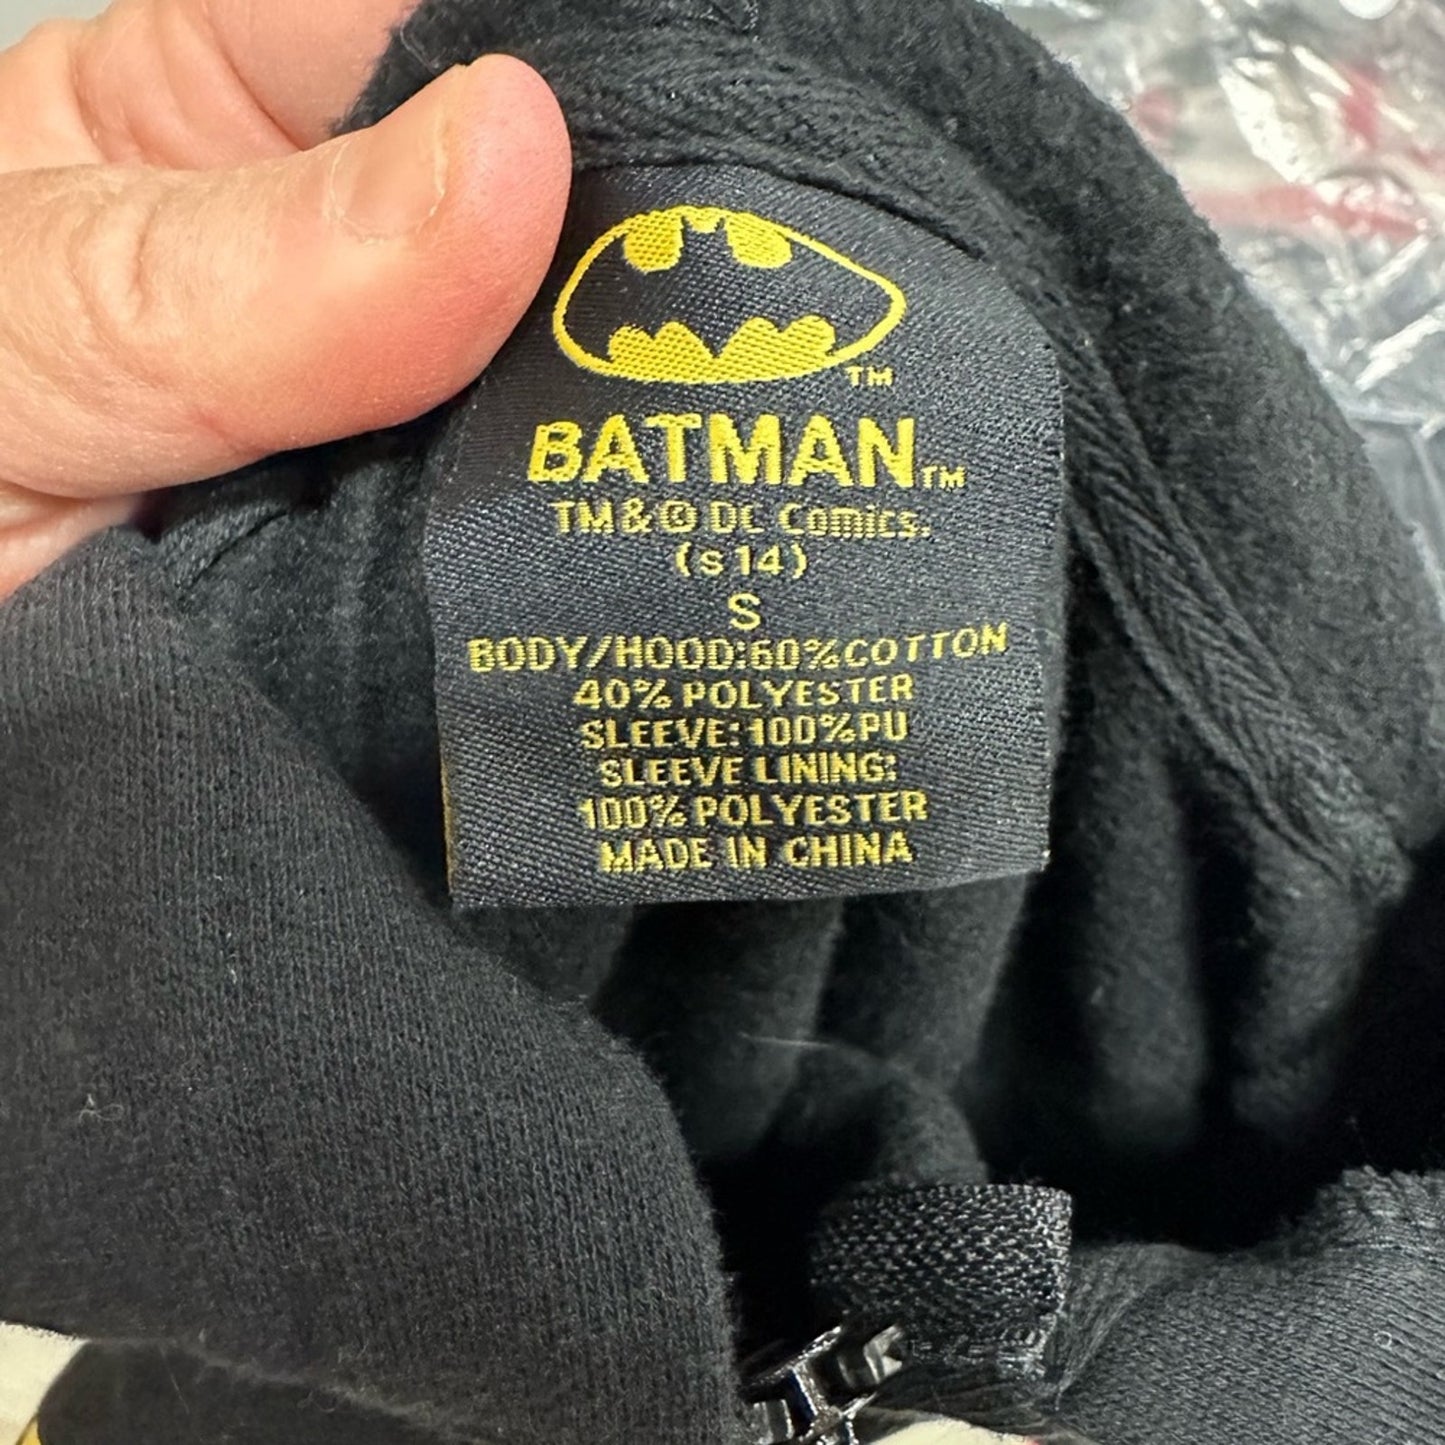 TM
BATMAN TM
TM & © DC Comics.
(s14)
S
BODY/HOOD:60%COTTON
40% POLYESTER
SLEEVE:100%PU
SLEEVE LINING:
100% POLYESTER
MADE IN CHINA